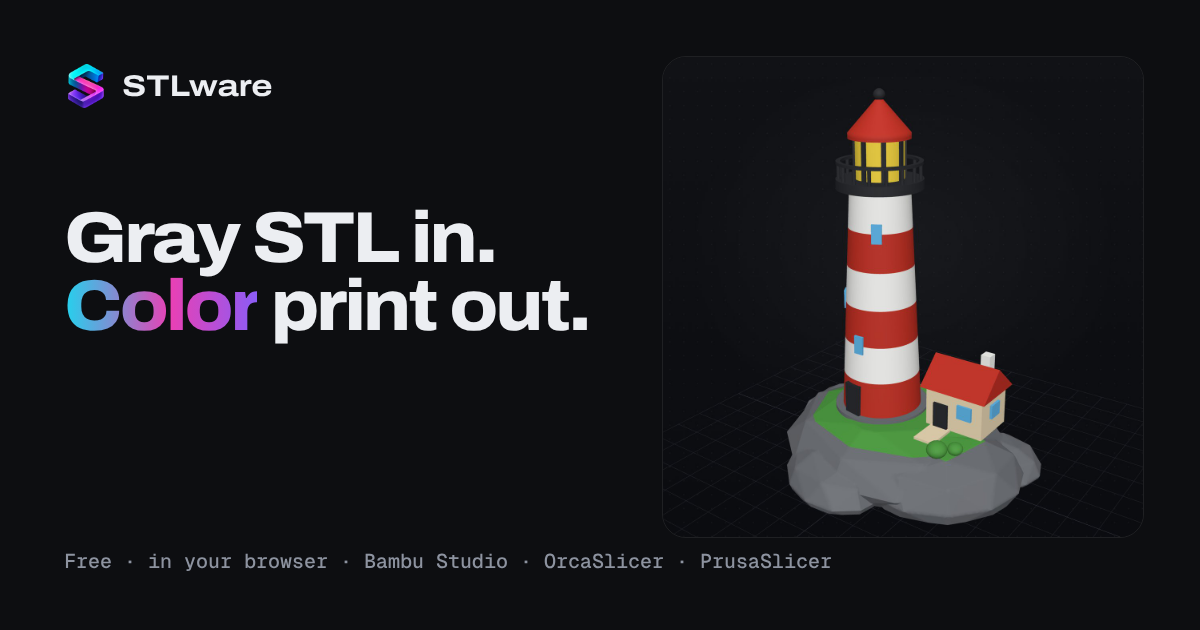 STLware
Gray STL in.
Color print out.
Free · in your browser · Bambu Studio · OrcaSlicer · PrusaSlicer